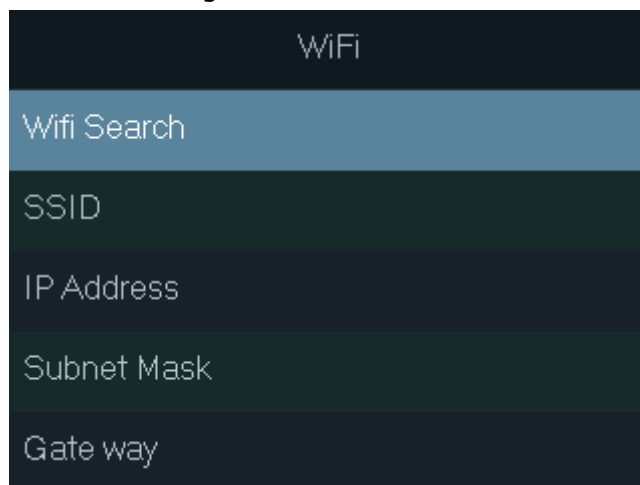 WiFi
Wifi Search
SSID
IP Address
Subnet Mask
Gate way